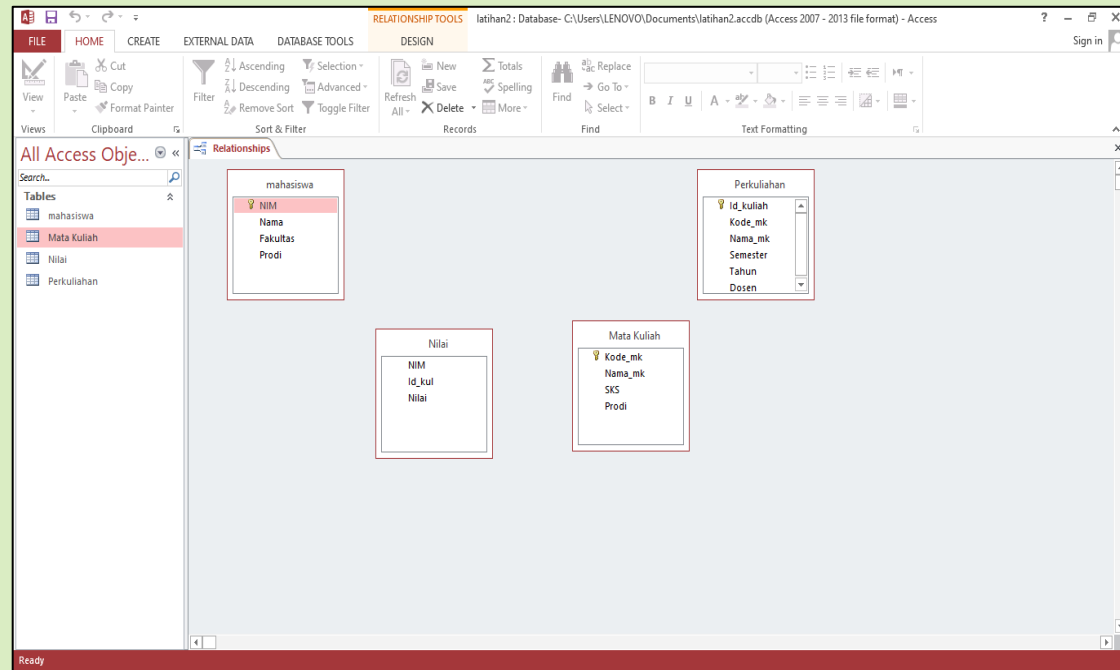 RELATIONSHIP TOOLS latihan2 : Database- C:\Users\LENOVO\Documents\latihan2.accdb (Access 2007 - 2013 file format) - Access ?
FILE HOME CREATE EXTERNAL DATA DATABASE TOOLS DESIGN Sign in
View
Views
Paste
Cut
Copy
Format Painter
Clipboard
Filter
Ascending
Descending
Remove Sort
Selection
Advanced
Toggle Filter
Sort & Filter
Refresh All
New
Save
Delete
Totals
Spelling
More
Records
Find
Replace
Go To
Select
Find
B I U A
Text Formatting
All Access Obje...
Search..
Tables
mahasiswa
Mata Kuliah
Nilai
Perkuliahan
Relationships
mahasiswa
NIM
Nama
Fakultas
Prodi
Perkuliahan
Id_kuliah
Kode_mk
Nama_mk
Semester
Tahun
Dosen
Nilai
NIM
Id_kul
Nilai
Mata Kuliah
Kode_mk
Nama_mk
SKS
Prodi
Ready